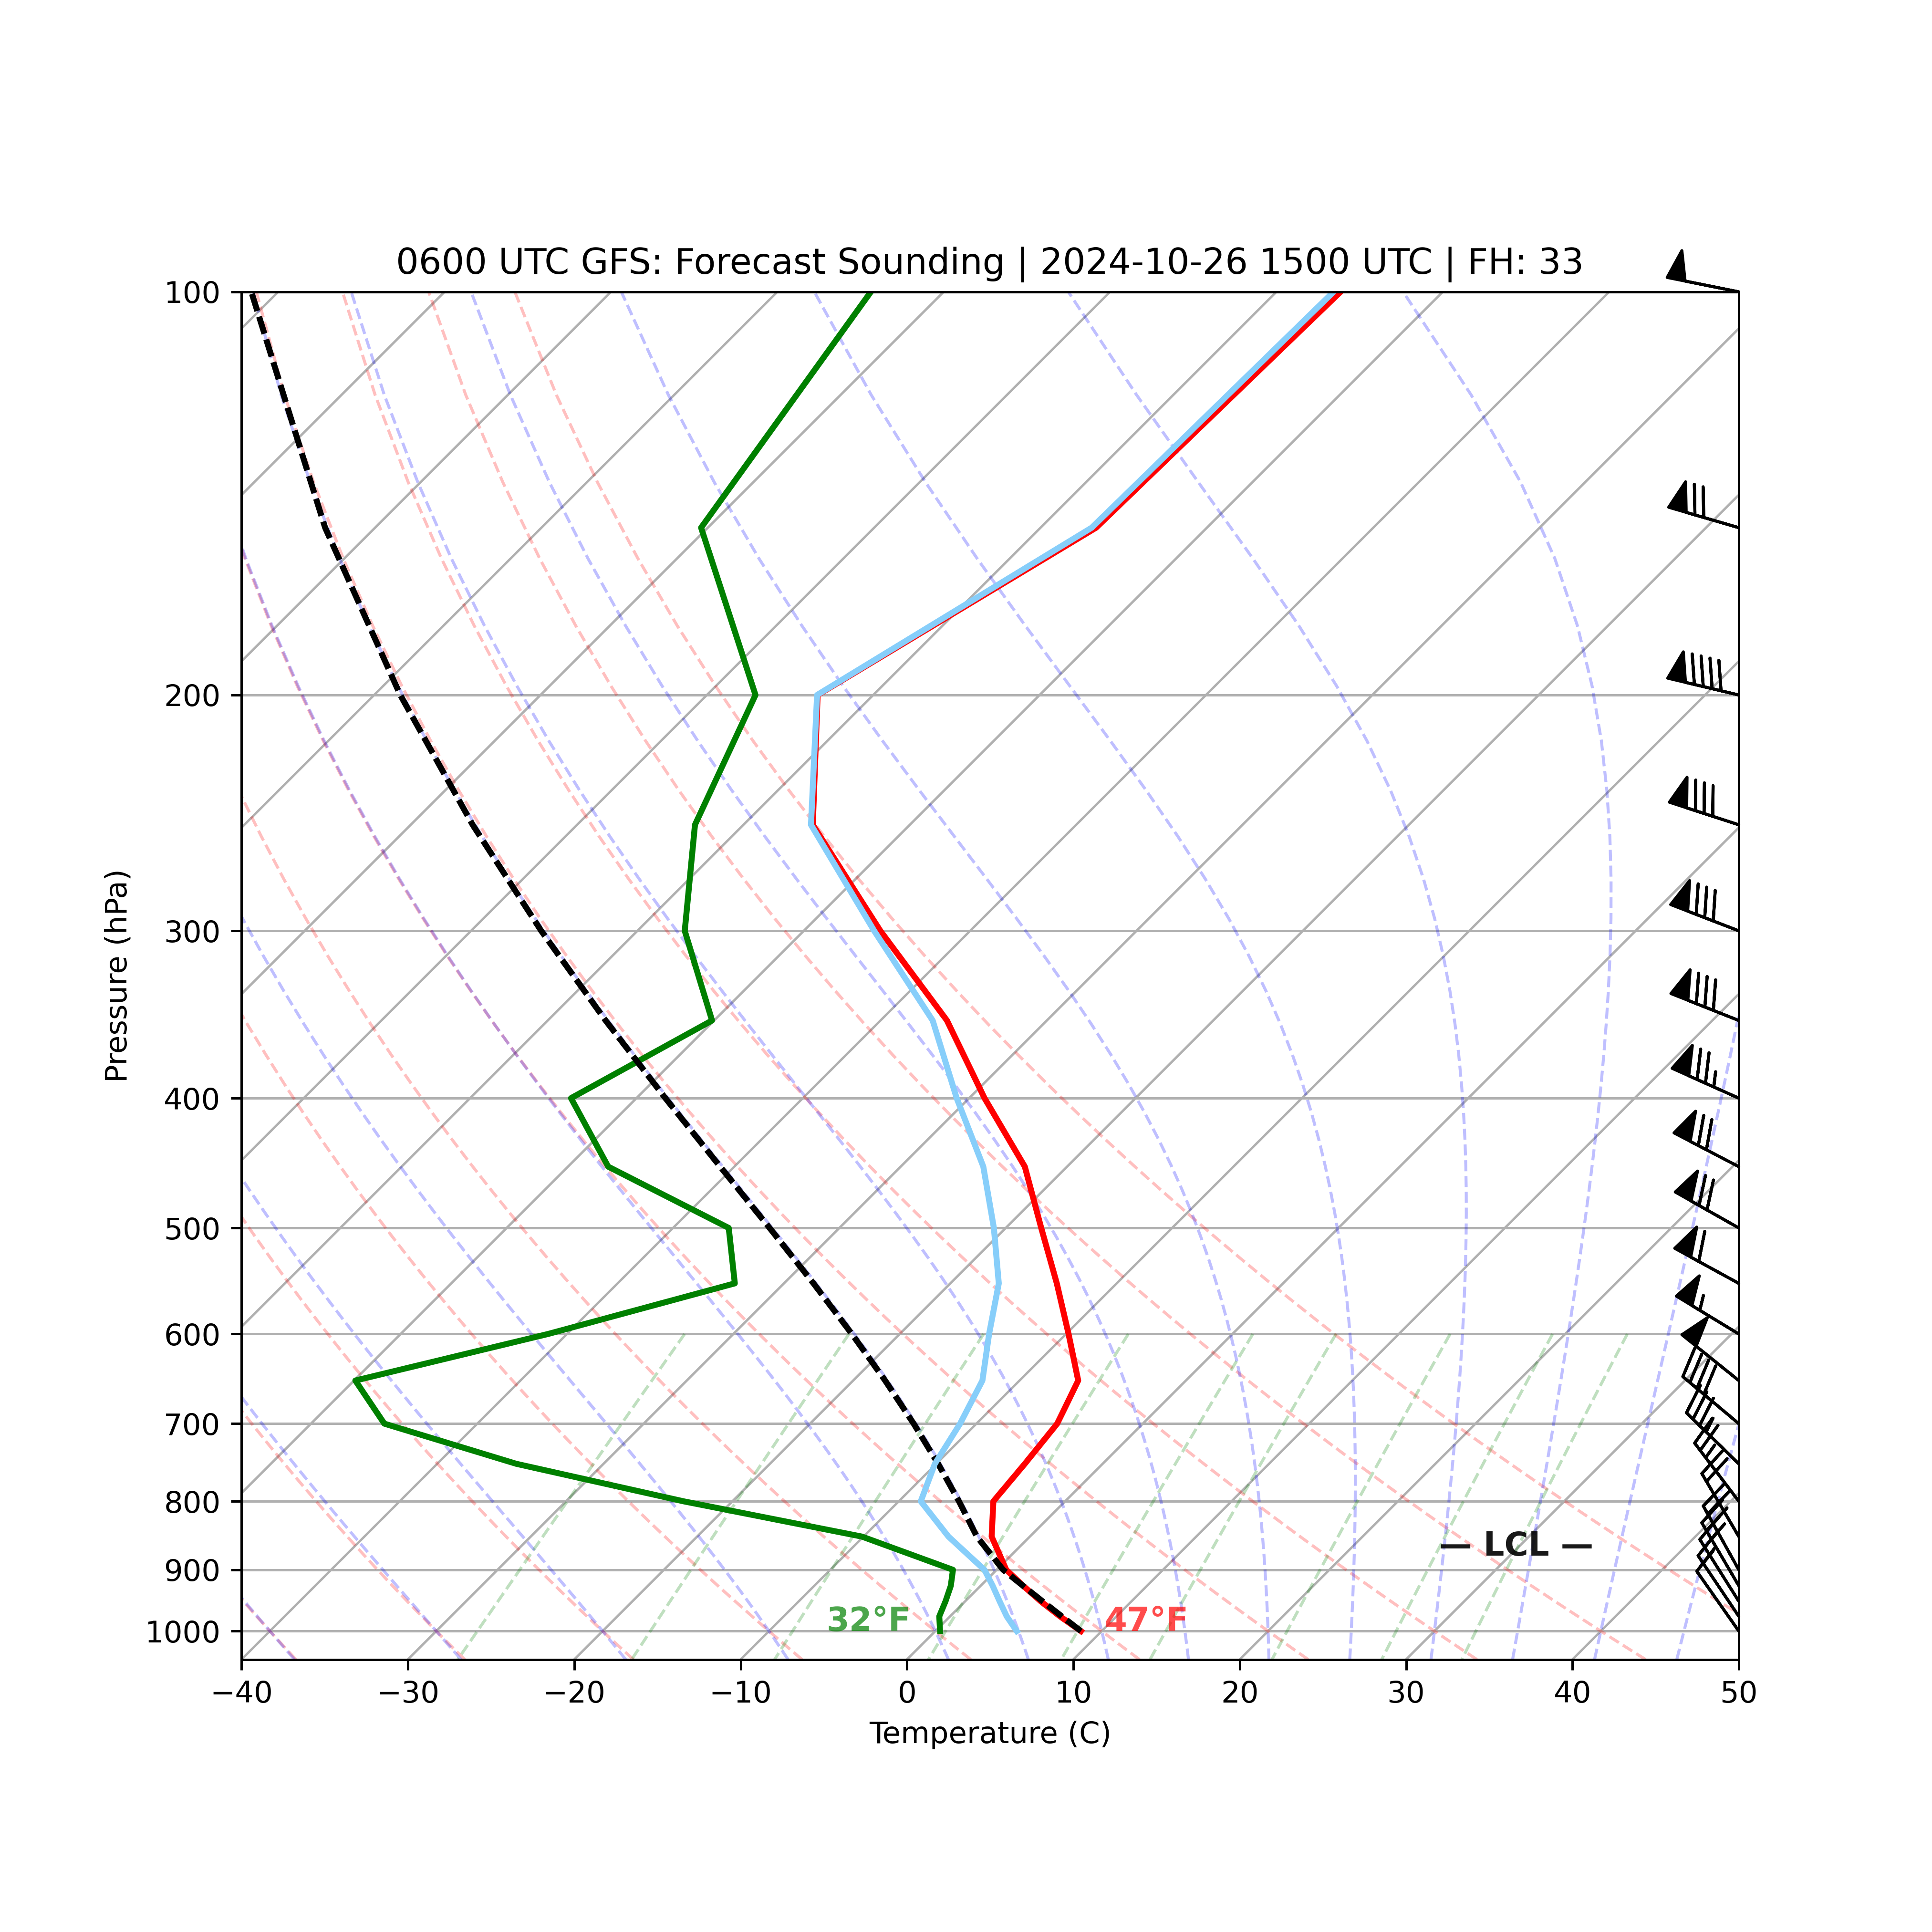 0600 UTC GFS: Forecast Sounding | 2024-10-26 1500 UTC | FH: 33
100
200
300
400
500
600
700
800
900
1000
Pressure (hPa)
— LCL —
32°F
47°F
−40 −30 −20 −10 0 10 20 30 40 50
Temperature (C)